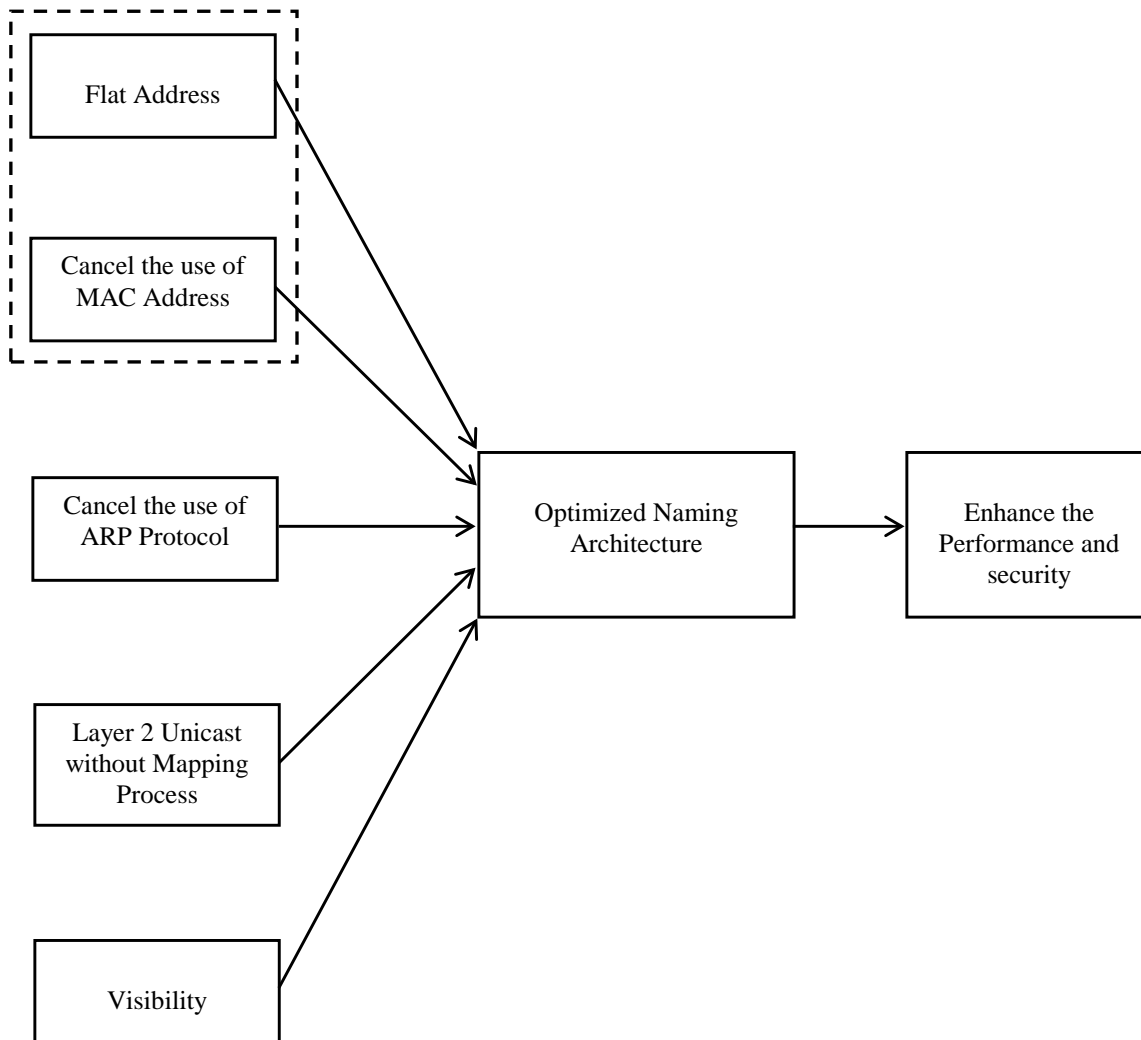 Flat Address
Cancel the use of
MAC Address
Cancel the use of
ARP Protocol
Optimized Naming
Architecture
Enhance the
Performance and
security
Layer 2 Unicast
without Mapping
Process
Visibility